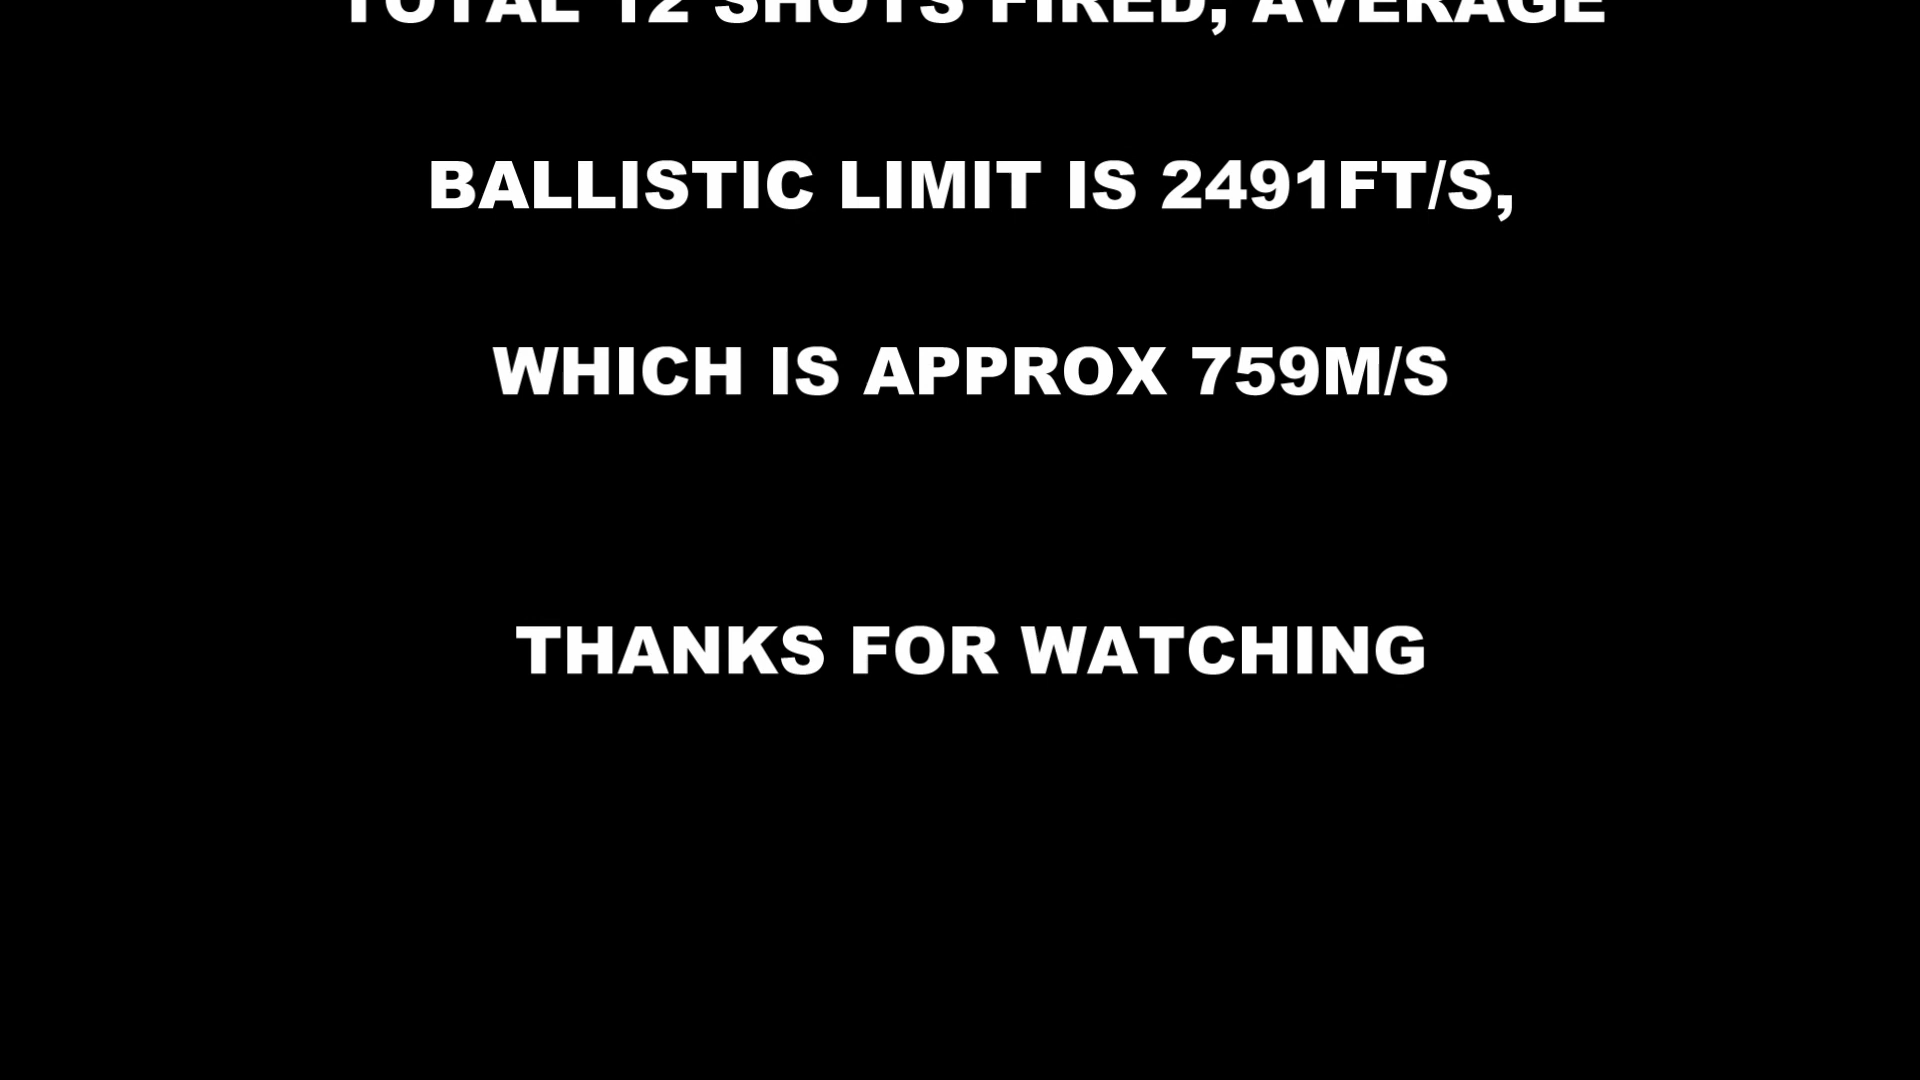 TOTAL 12 SHOTS FIRED, AVERAGE
BALLISTIC LIMIT IS 2491FT/S,
WHICH IS APPROX 759M/S
THANKS FOR WATCHING